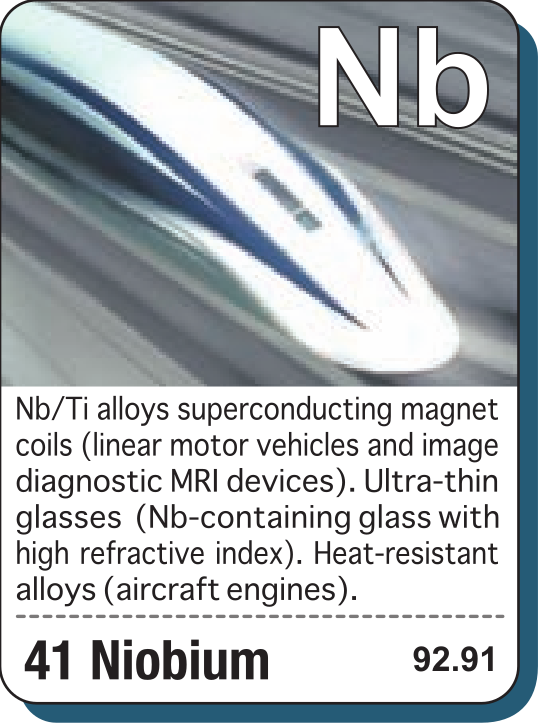 Nb
Nb/Ti alloys superconducting magnet
coils (linear motor vehicles and image
diagnostic MRI devices). Ultra-thin
glasses (Nb-containing glass with
high refractive index). Heat-resistant
alloys (aircraft engines).
41 Niobium 92.91